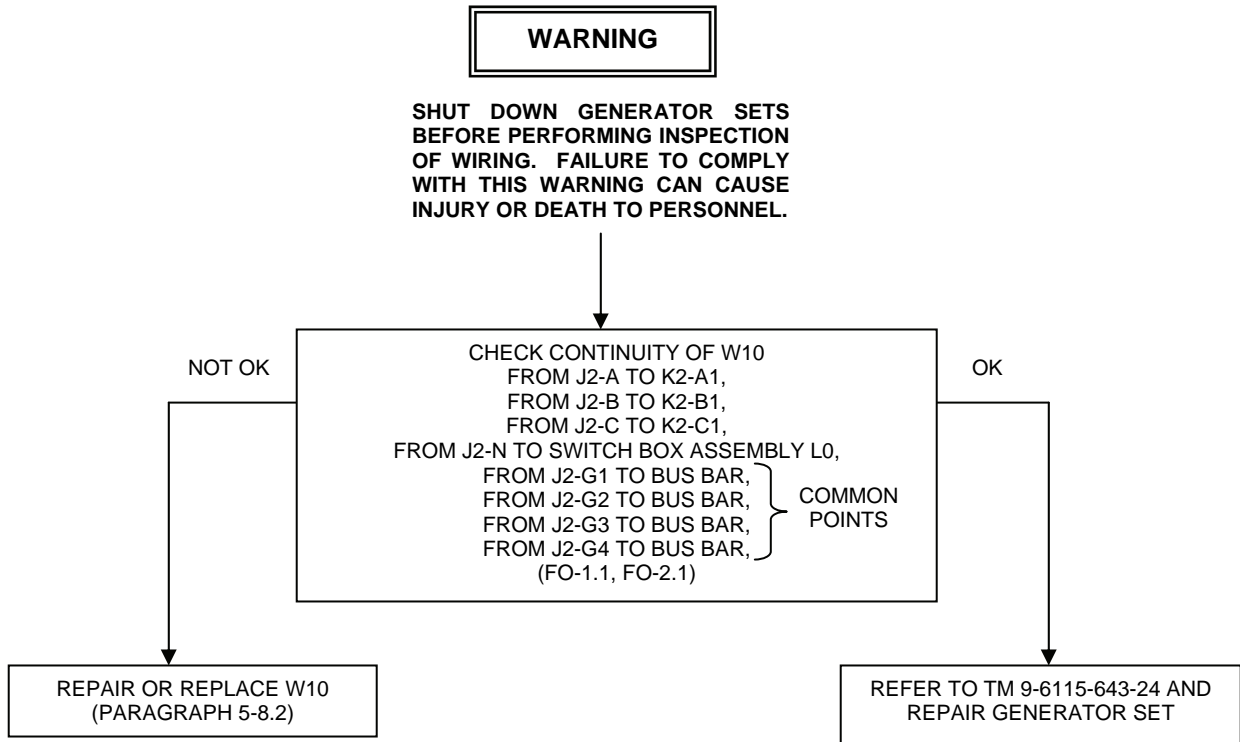 WARNING
SHUT DOWN GENERATOR SETS
BEFORE PERFORMING INSPECTION
OF WIRING. FAILURE TO COMPLY
WITH THIS WARNING CAN CAUSE
INJURY OR DEATH TO PERSONNEL.
NOT OK
CHECK CONTINUITY OF W10
FROM J2-A TO K2-A1,
FROM J2-B TO K2-B1,
FROM J2-C TO K2-C1,
FROM J2-N TO SWITCH BOX ASSEMBLY L0,
FROM J2-G1 TO BUS BAR,
FROM J2-G2 TO BUS BAR,
FROM J2-G3 TO BUS BAR,
FROM J2-G4 TO BUS BAR,
(FO-1.1, FO-2.1)
COMMON
POINTS
OK
REPAIR OR REPLACE W10
(PARAGRAPH 5-8.2)
REFER TO TM 9-6115-643-24 AND
REPAIR GENERATOR SET